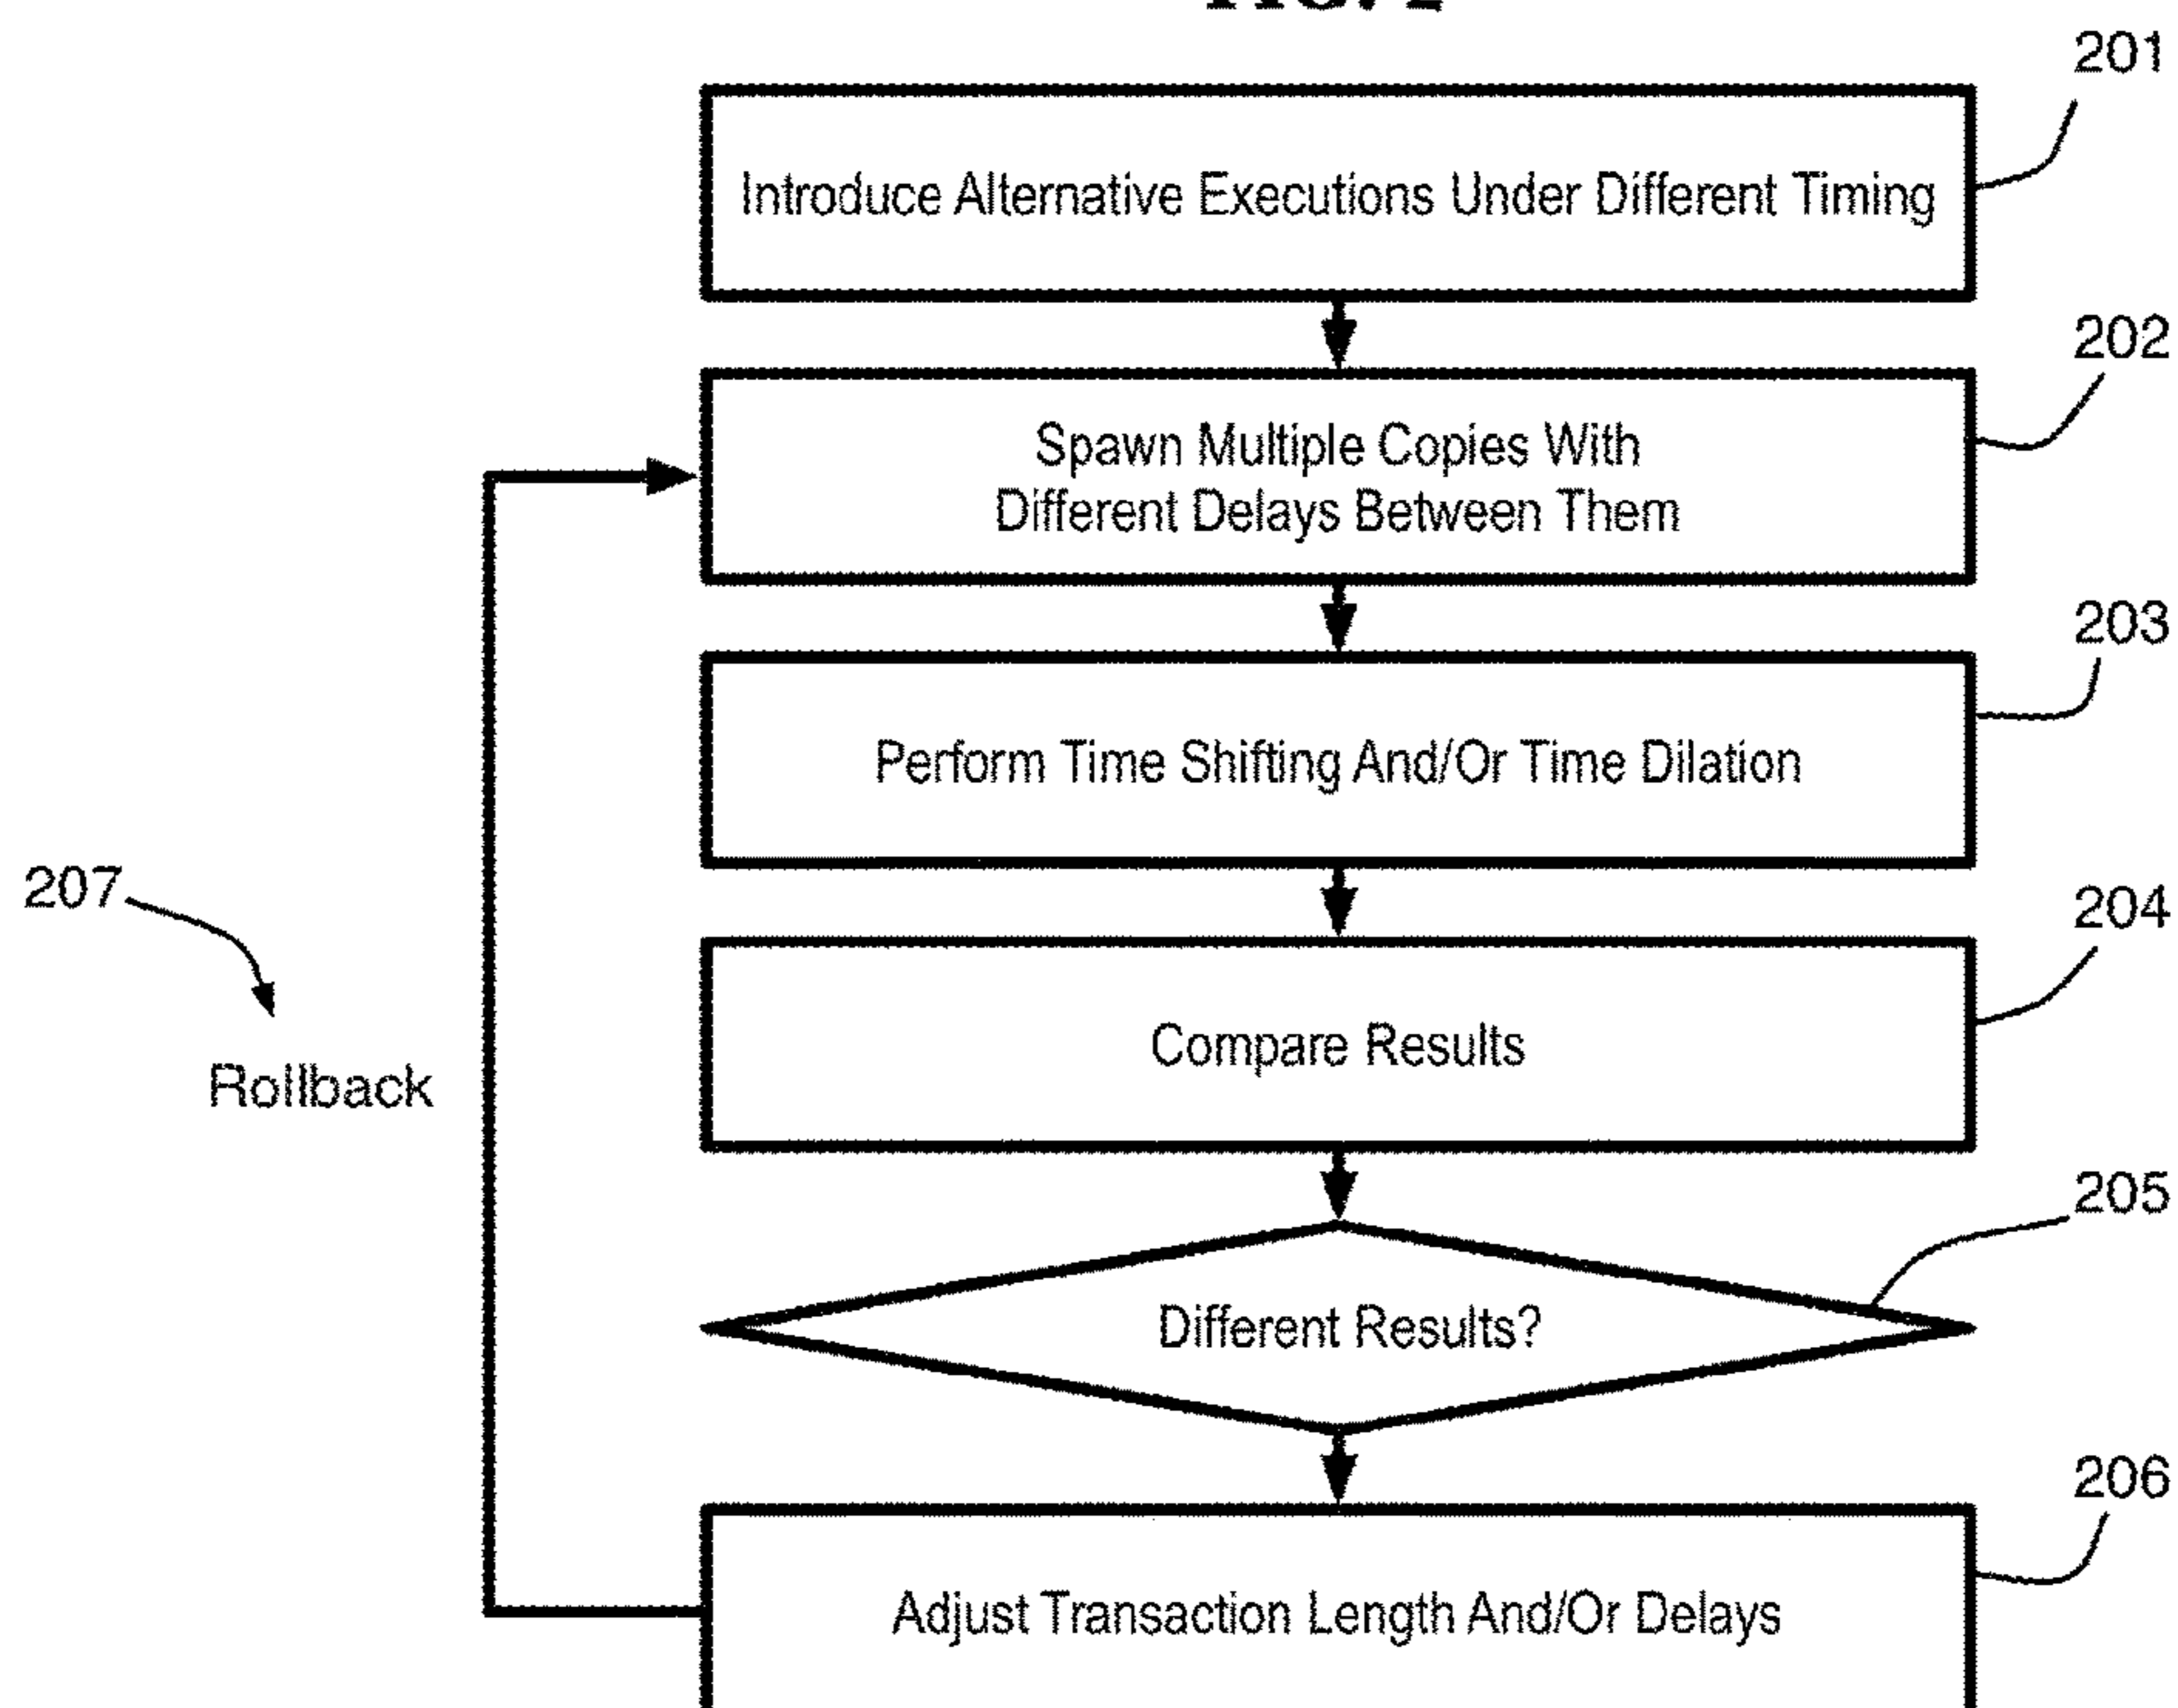 201
Introduce Alternative Executions Under Different Timing
202
Spawn Multiple Copies With
Different Delays Between Them
203
Perform Time Shifting And/Or Time Dilation
207
204
Rollback
Compare Results
205
Different Results?
206
Adjust Transaction Length And/Or Delays